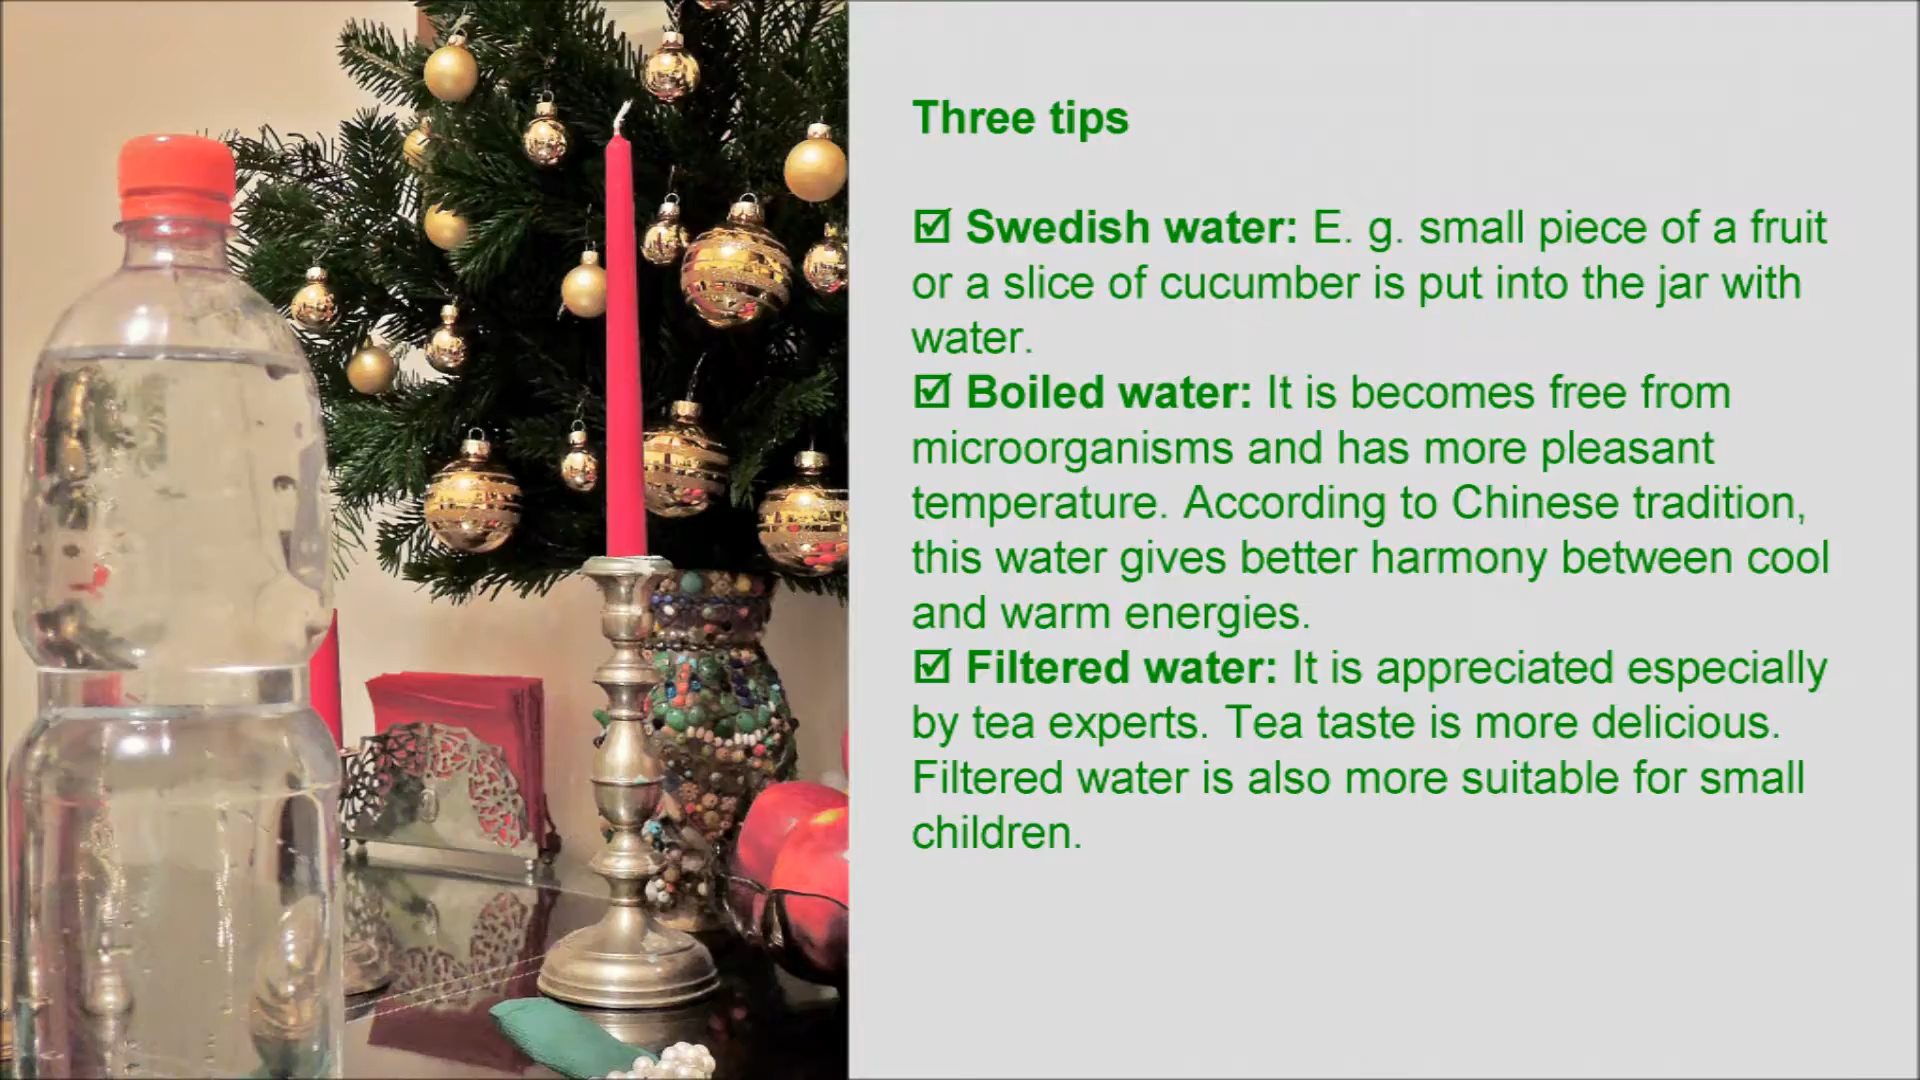 Three tips
☑ Swedish water: E. g. small piece of a fruit
or a slice of cucumber is put into the jar with
water.
☑ Boiled water: It is becomes free from
microorganisms and has more pleasant
temperature. According to Chinese tradition,
this water gives better harmony between cool
and warm energies.
☑ Filtered water: It is appreciated especially
by tea experts. Tea taste is more delicious.
Filtered water is also more suitable for small
children.